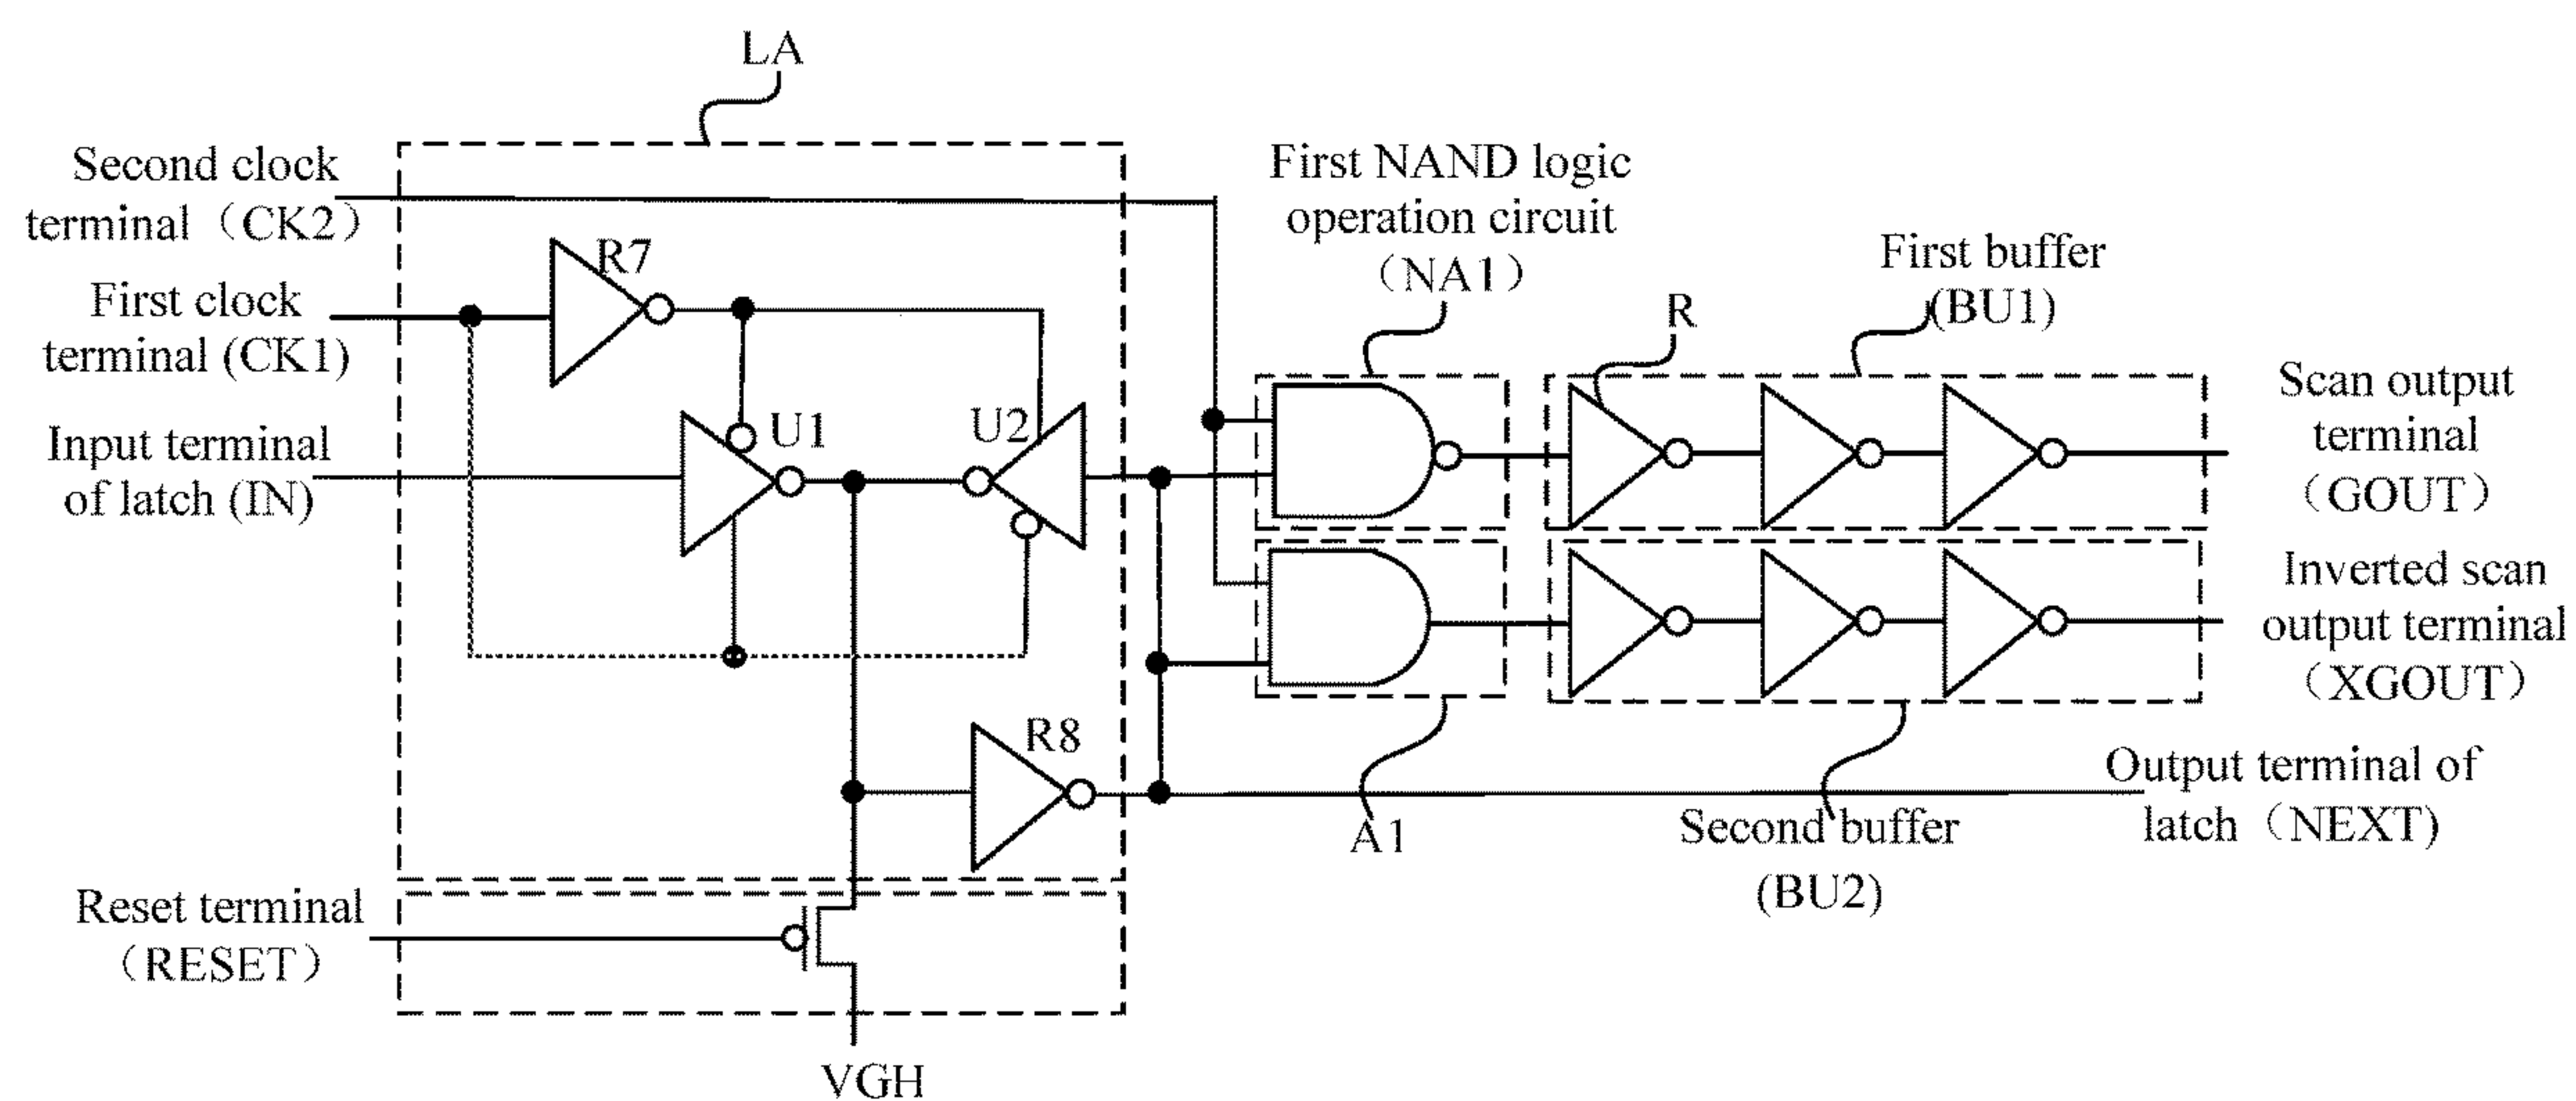 LA
Second clock
terminal（CK2）
R7
First clock
terminal (CK1)
Input terminal
of latch (IN)
U1
U2
First NAND logic
operation circuit
（NA1）
R
First buffer
(BU1)
Scan output
terminal
（GOUT）
Inverted scan
output terminal
（XGOUT）
R8
A1
Second buffer
(BU2)
Output terminal of
latch（NEXT)
Reset terminal
（RESET）
VGH